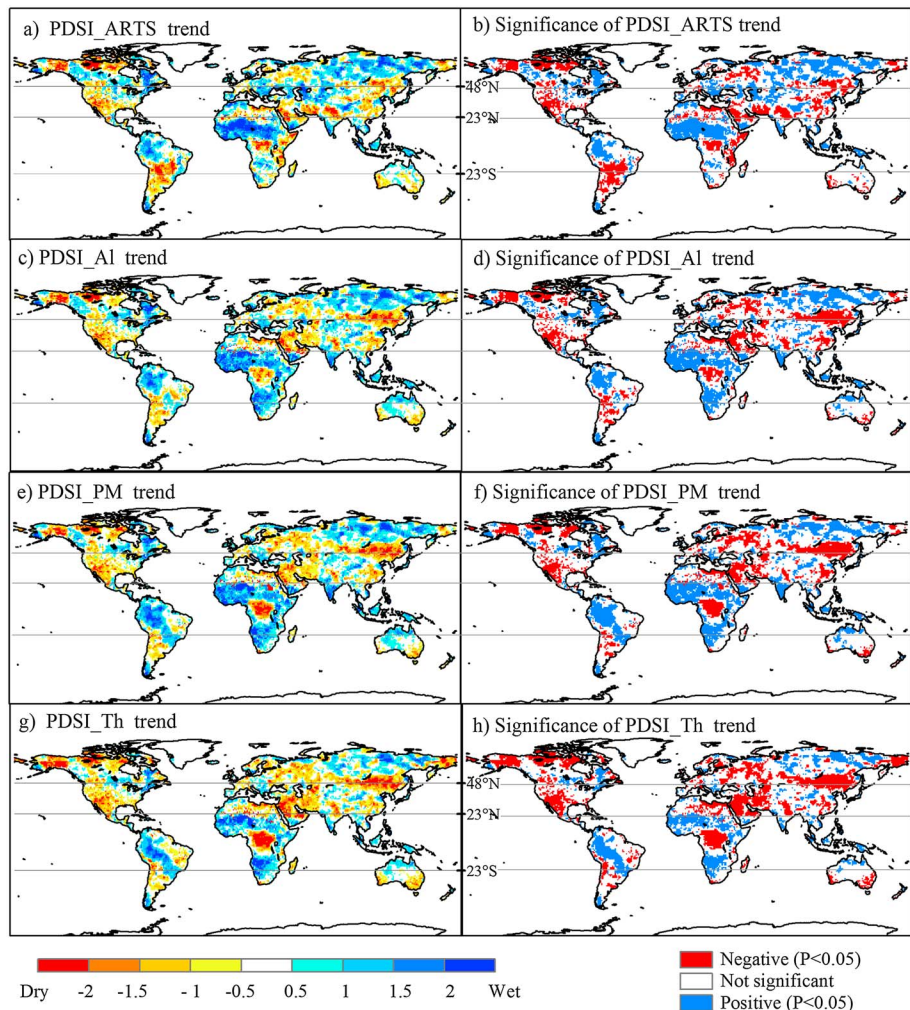 a) PDSI_ARTS trend
b) Significance of PDSI_ARTS trend
48°N
23°N
23°S
c) PDSI_Al trend
d) Significance of PDSI_Al trend
e) PDSI_PM trend
f) Significance of PDSI_PM trend
g) PDSI_Th trend
h) Significance of PDSI_Th trend
48°N
23°N
23°S
Dry -2 -1.5 - 1 -0.5 0.5 1 1.5 2 Wet
Negative (P<0.05)
Not significant
Positive (P<0.05)